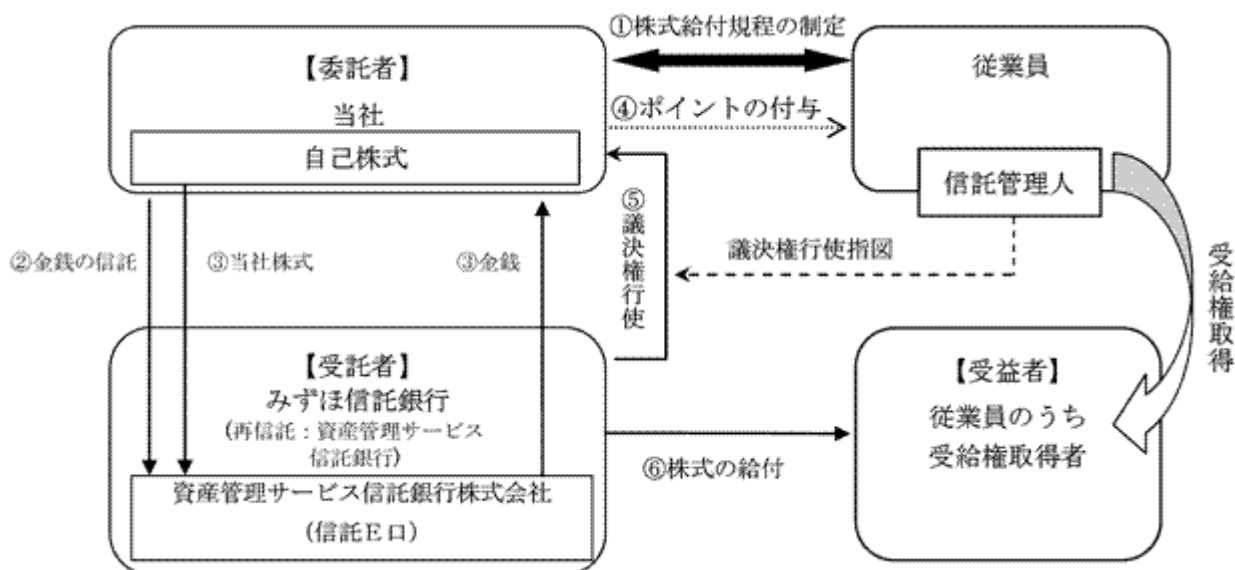 ①株式給付規程の制定
【委託者】
当社
自己株式
従業員
④ポイントの付与
信託管理人
②金銭の信託
③当社株式
③金銭
⑤議決権行使
議決権行使指図
受給権取得
【受託者】
みずほ信託銀行
(再信託:資産管理サービス
信託銀行)
資産管理サービス信託銀行株式会社
(信託E口)
⑥株式の給付
【受益者】
従業員のうち
受給権取得者